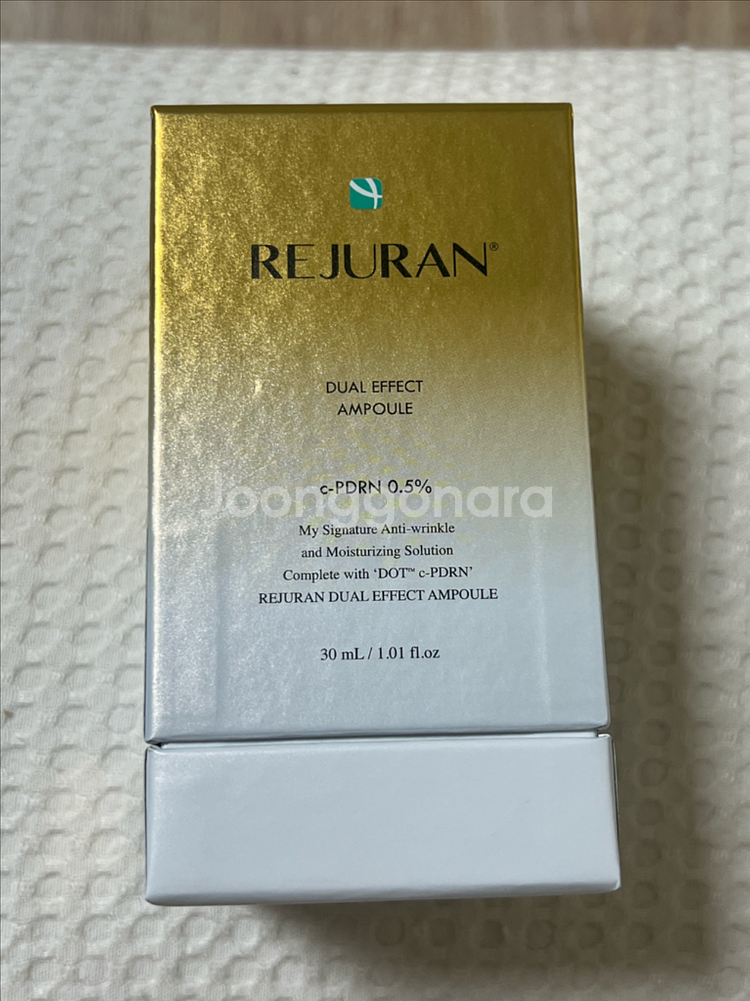 REJURAN®
DUAL EFFECT
AMPOULE
c-PDRN 0.5%
Joonggonara
My Signature Anti-wrinkle
and Moisturizing Solution
Complete with ‘DOT™ c-PDRN’
REJURAN DUAL EFFECT AMPOULE
30 mL / 1.01 fl.oz